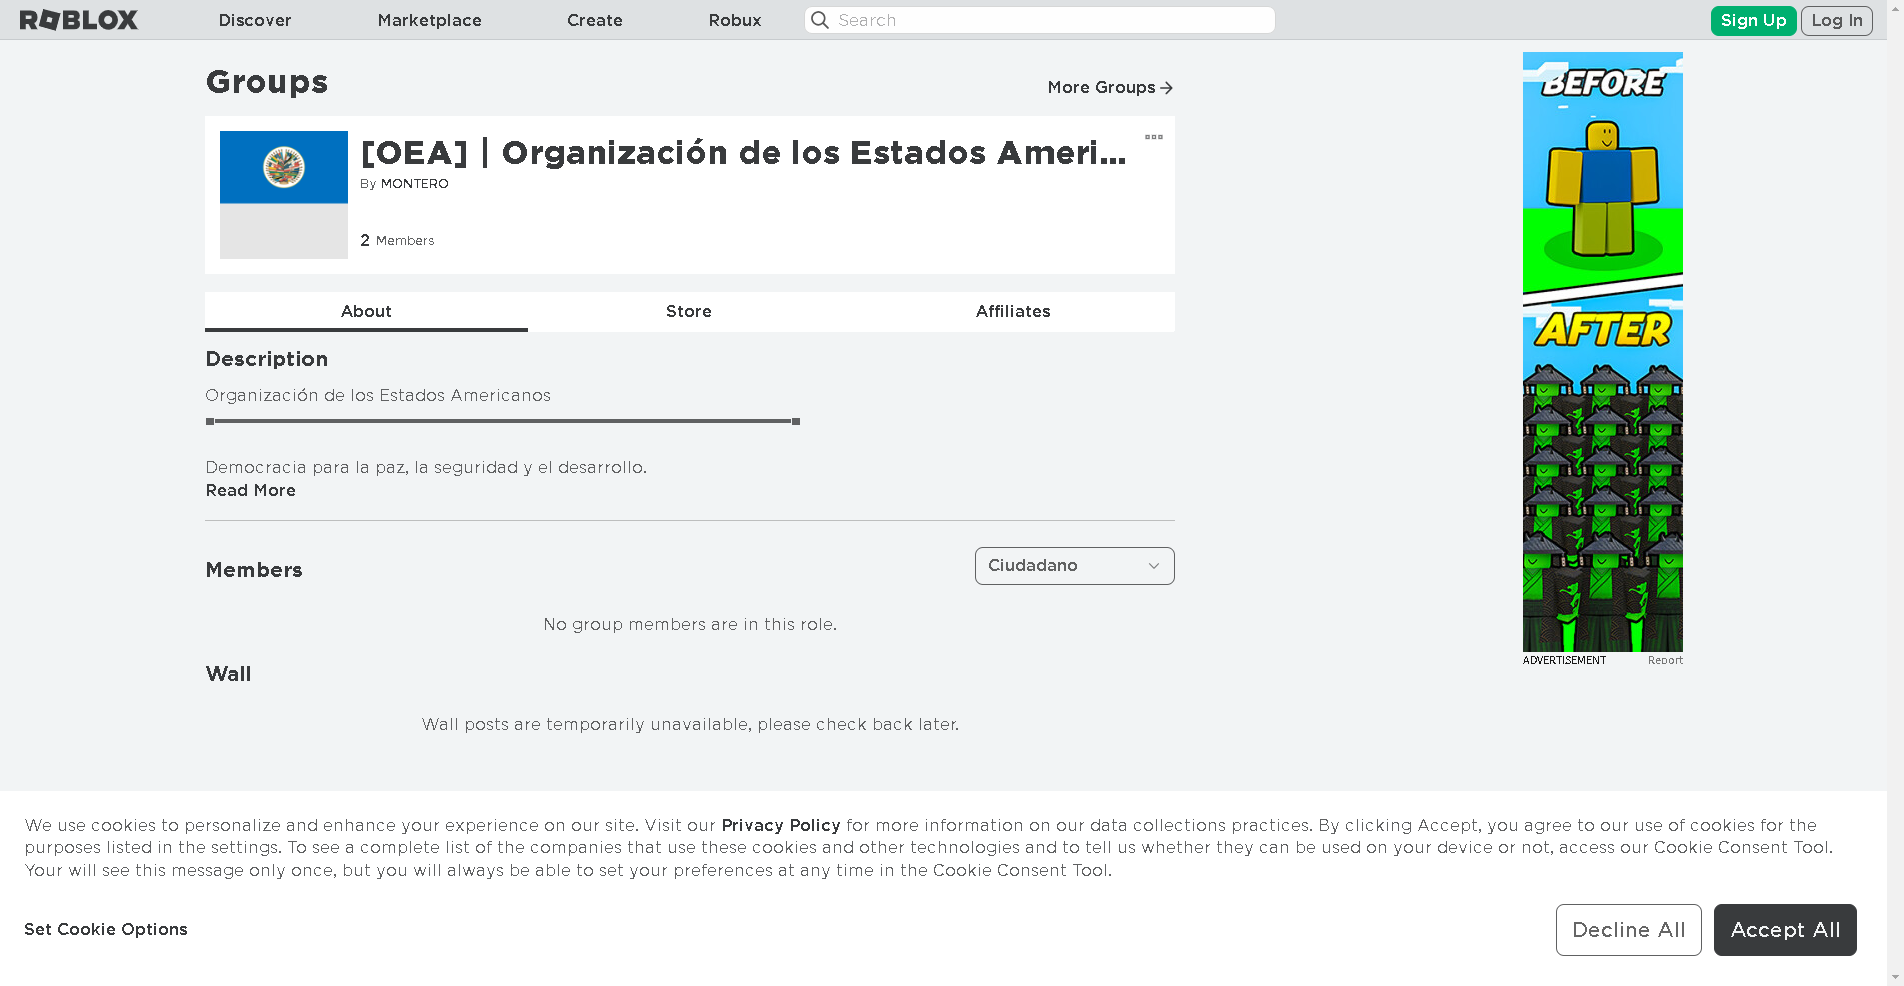 ROBLOX
Discover
Marketplace
Create
Robux
Search
Sign Up
Log In
Groups
More Groups
[OEA] | Organización de los Estados Ameri...
By MONTERO
2 Members
About
Store
Affiliates
Description
Organización de los Estados Americanos
Democracia para la paz, la seguridad y el desarrollo.
Read More
Members
Ciudadano
No group members are in this role.
Wall
Wall posts are temporarily unavailable, please check back later.
BEFORE
AFTER
ADVERTISEMENT
Report
We use cookies to personalize and enhance your experience on our site. Visit our Privacy Policy for more information on our data collections practices. By clicking Accept, you agree to our use of cookies for the
purposes listed in the settings. To see a complete list of the companies that use these cookies and other technologies and to tell us whether they can be used on your device or not, access our Cookie Consent Tool.
Your will see this message only once, but you will always be able to set your preferences at any time in the Cookie Consent Tool.
Set Cookie Options
Decline All
Accept All